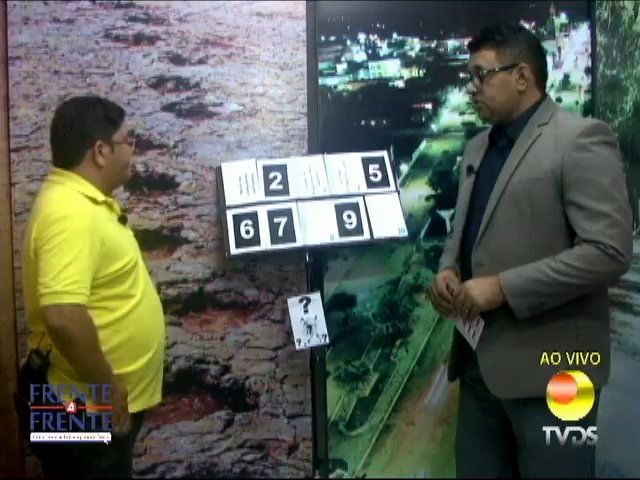 2 5
6 7 9
?
? ?
AO VIVO
FRENTE
A
FRENTE
TVDS